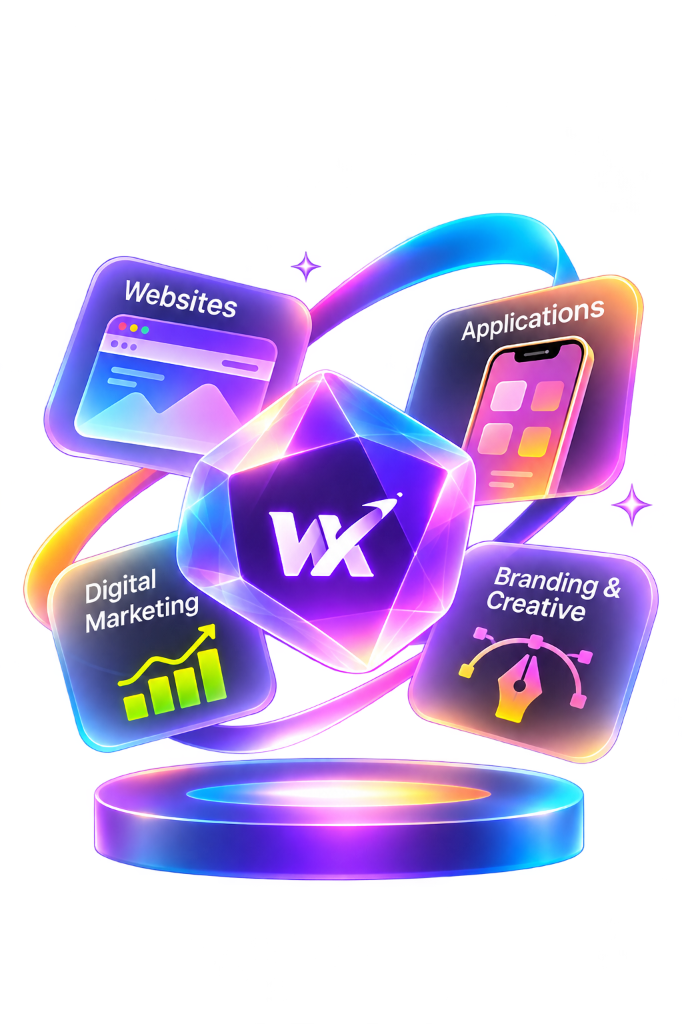 Websites
Applications
WX
Digital
Marketing
Branding &
Creative